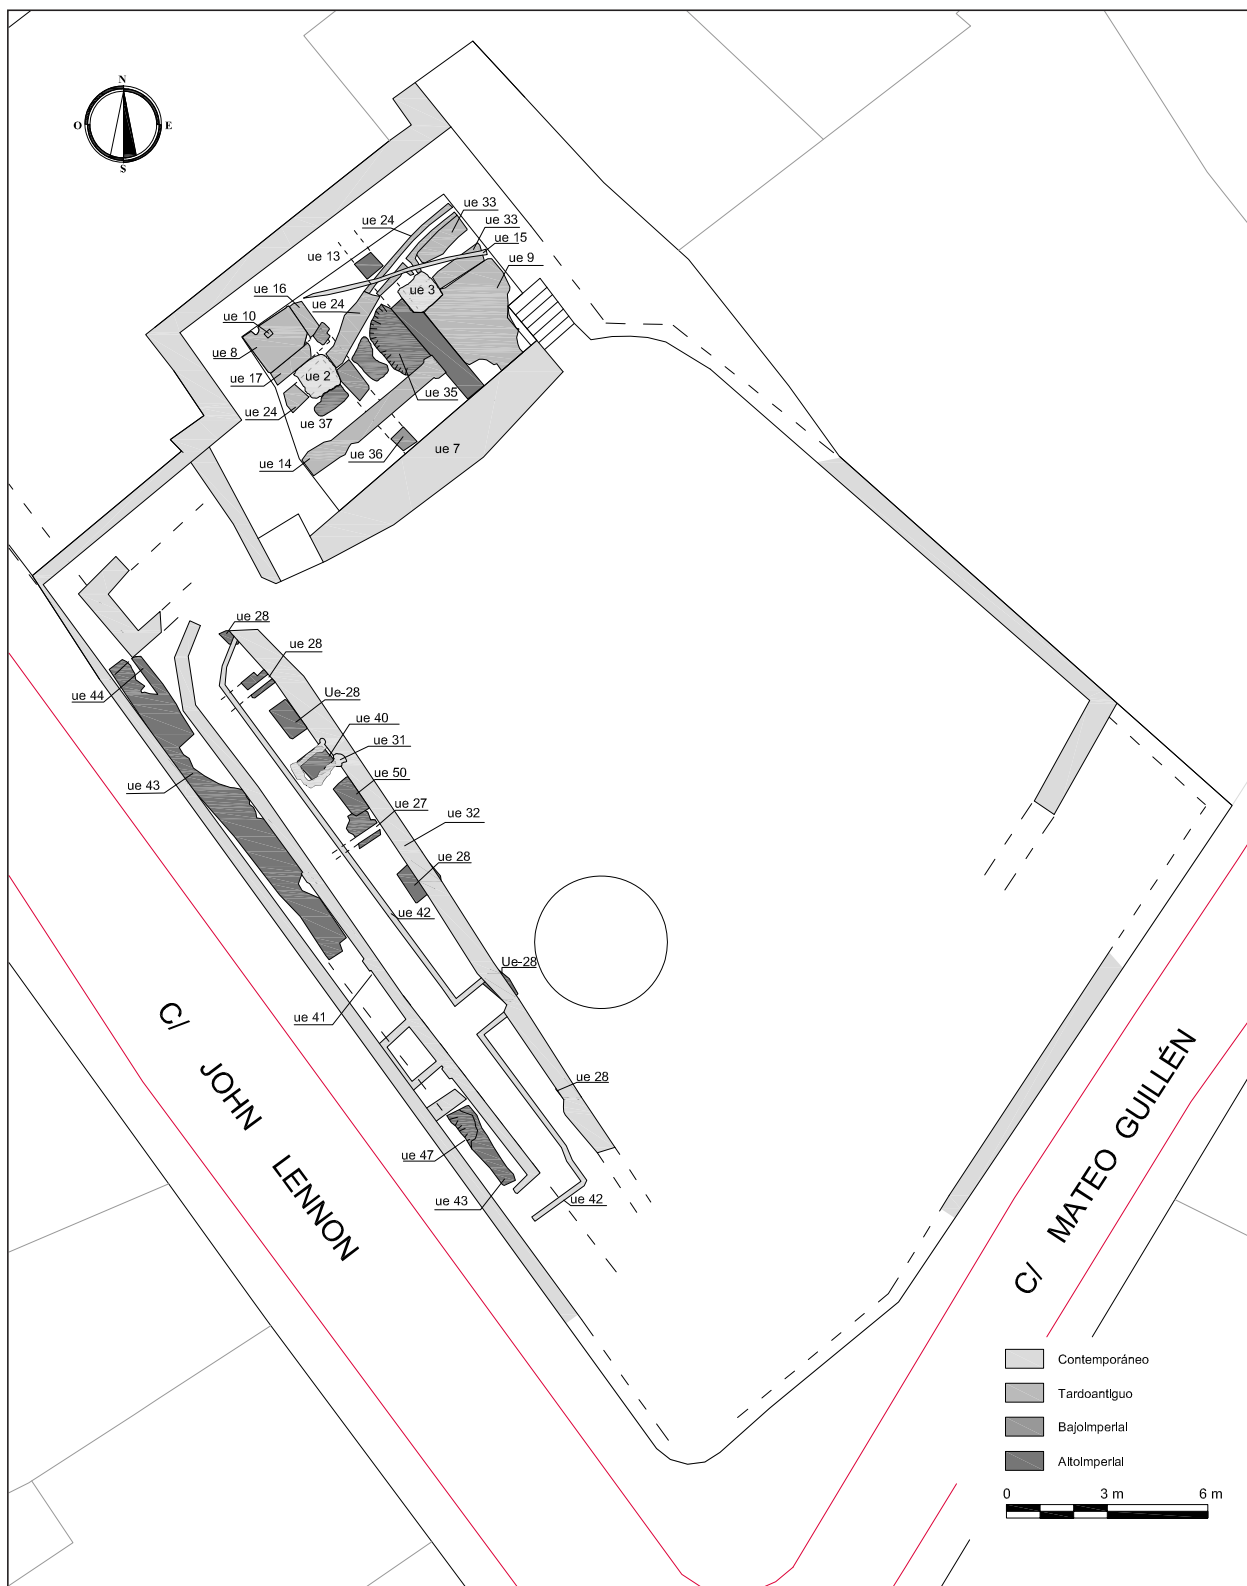 N
O
E
S
ue 33
ue 24
ue 33
ue 15
ue 13
ue 9
ue 16
ue 3
ue 24
ue 10
ue 8
ue 17
ue 2
ue 35
ue 24
ue 37
ue 7
ue 36
ue 14
ue 28
ue 28
ue 44
Ue-28
ue 40
ue 31
ue 43
ue 50
ue 27
ue 32
ue 28
ue 42
Ue-28
ue 41
ue 28
ue 47
ue 43
ue 42
C/ JOHN LENNON
C/ MATEO GUILLÉN
Contemporáneo
TardoantIguo
BajoImperIal
AltoImperIal
0 3 m 6 m